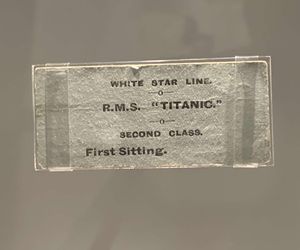 WHITE STAR LINE.
—o—
R.M.S. "TITANIC."
—o—
SECOND CLASS.
First Sitting.